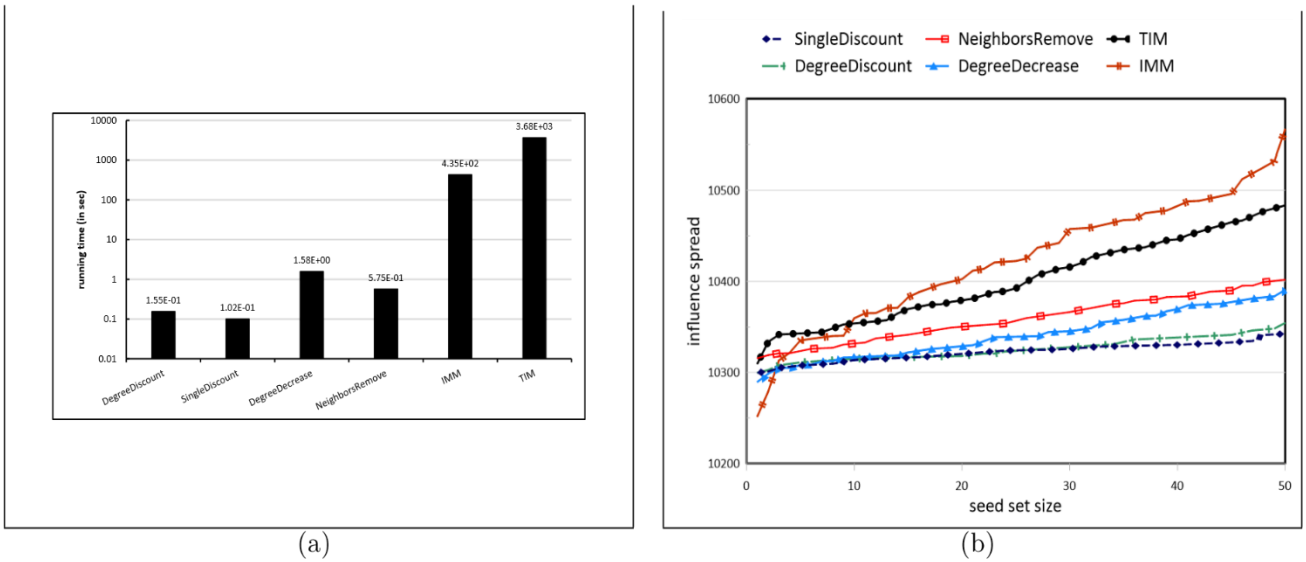 10000
1000
100
10
1
0.1
0.01
running time (in sec)
1.55E-01
1.02E-01
1.58E+00
5.75E-01
4.35E+02
3.68E+03
DegreeDiscount
SingleDiscount
DegreeDecrease
NeighborsRemove
IMM
TIM
(a)
SingleDiscount NeighborsRemove TIM
DegreeDiscount DegreeDecrease IMM
10600
10500
10400
10300
10200
influence spread
0 10 20 30 40 50
seed set size
(b)